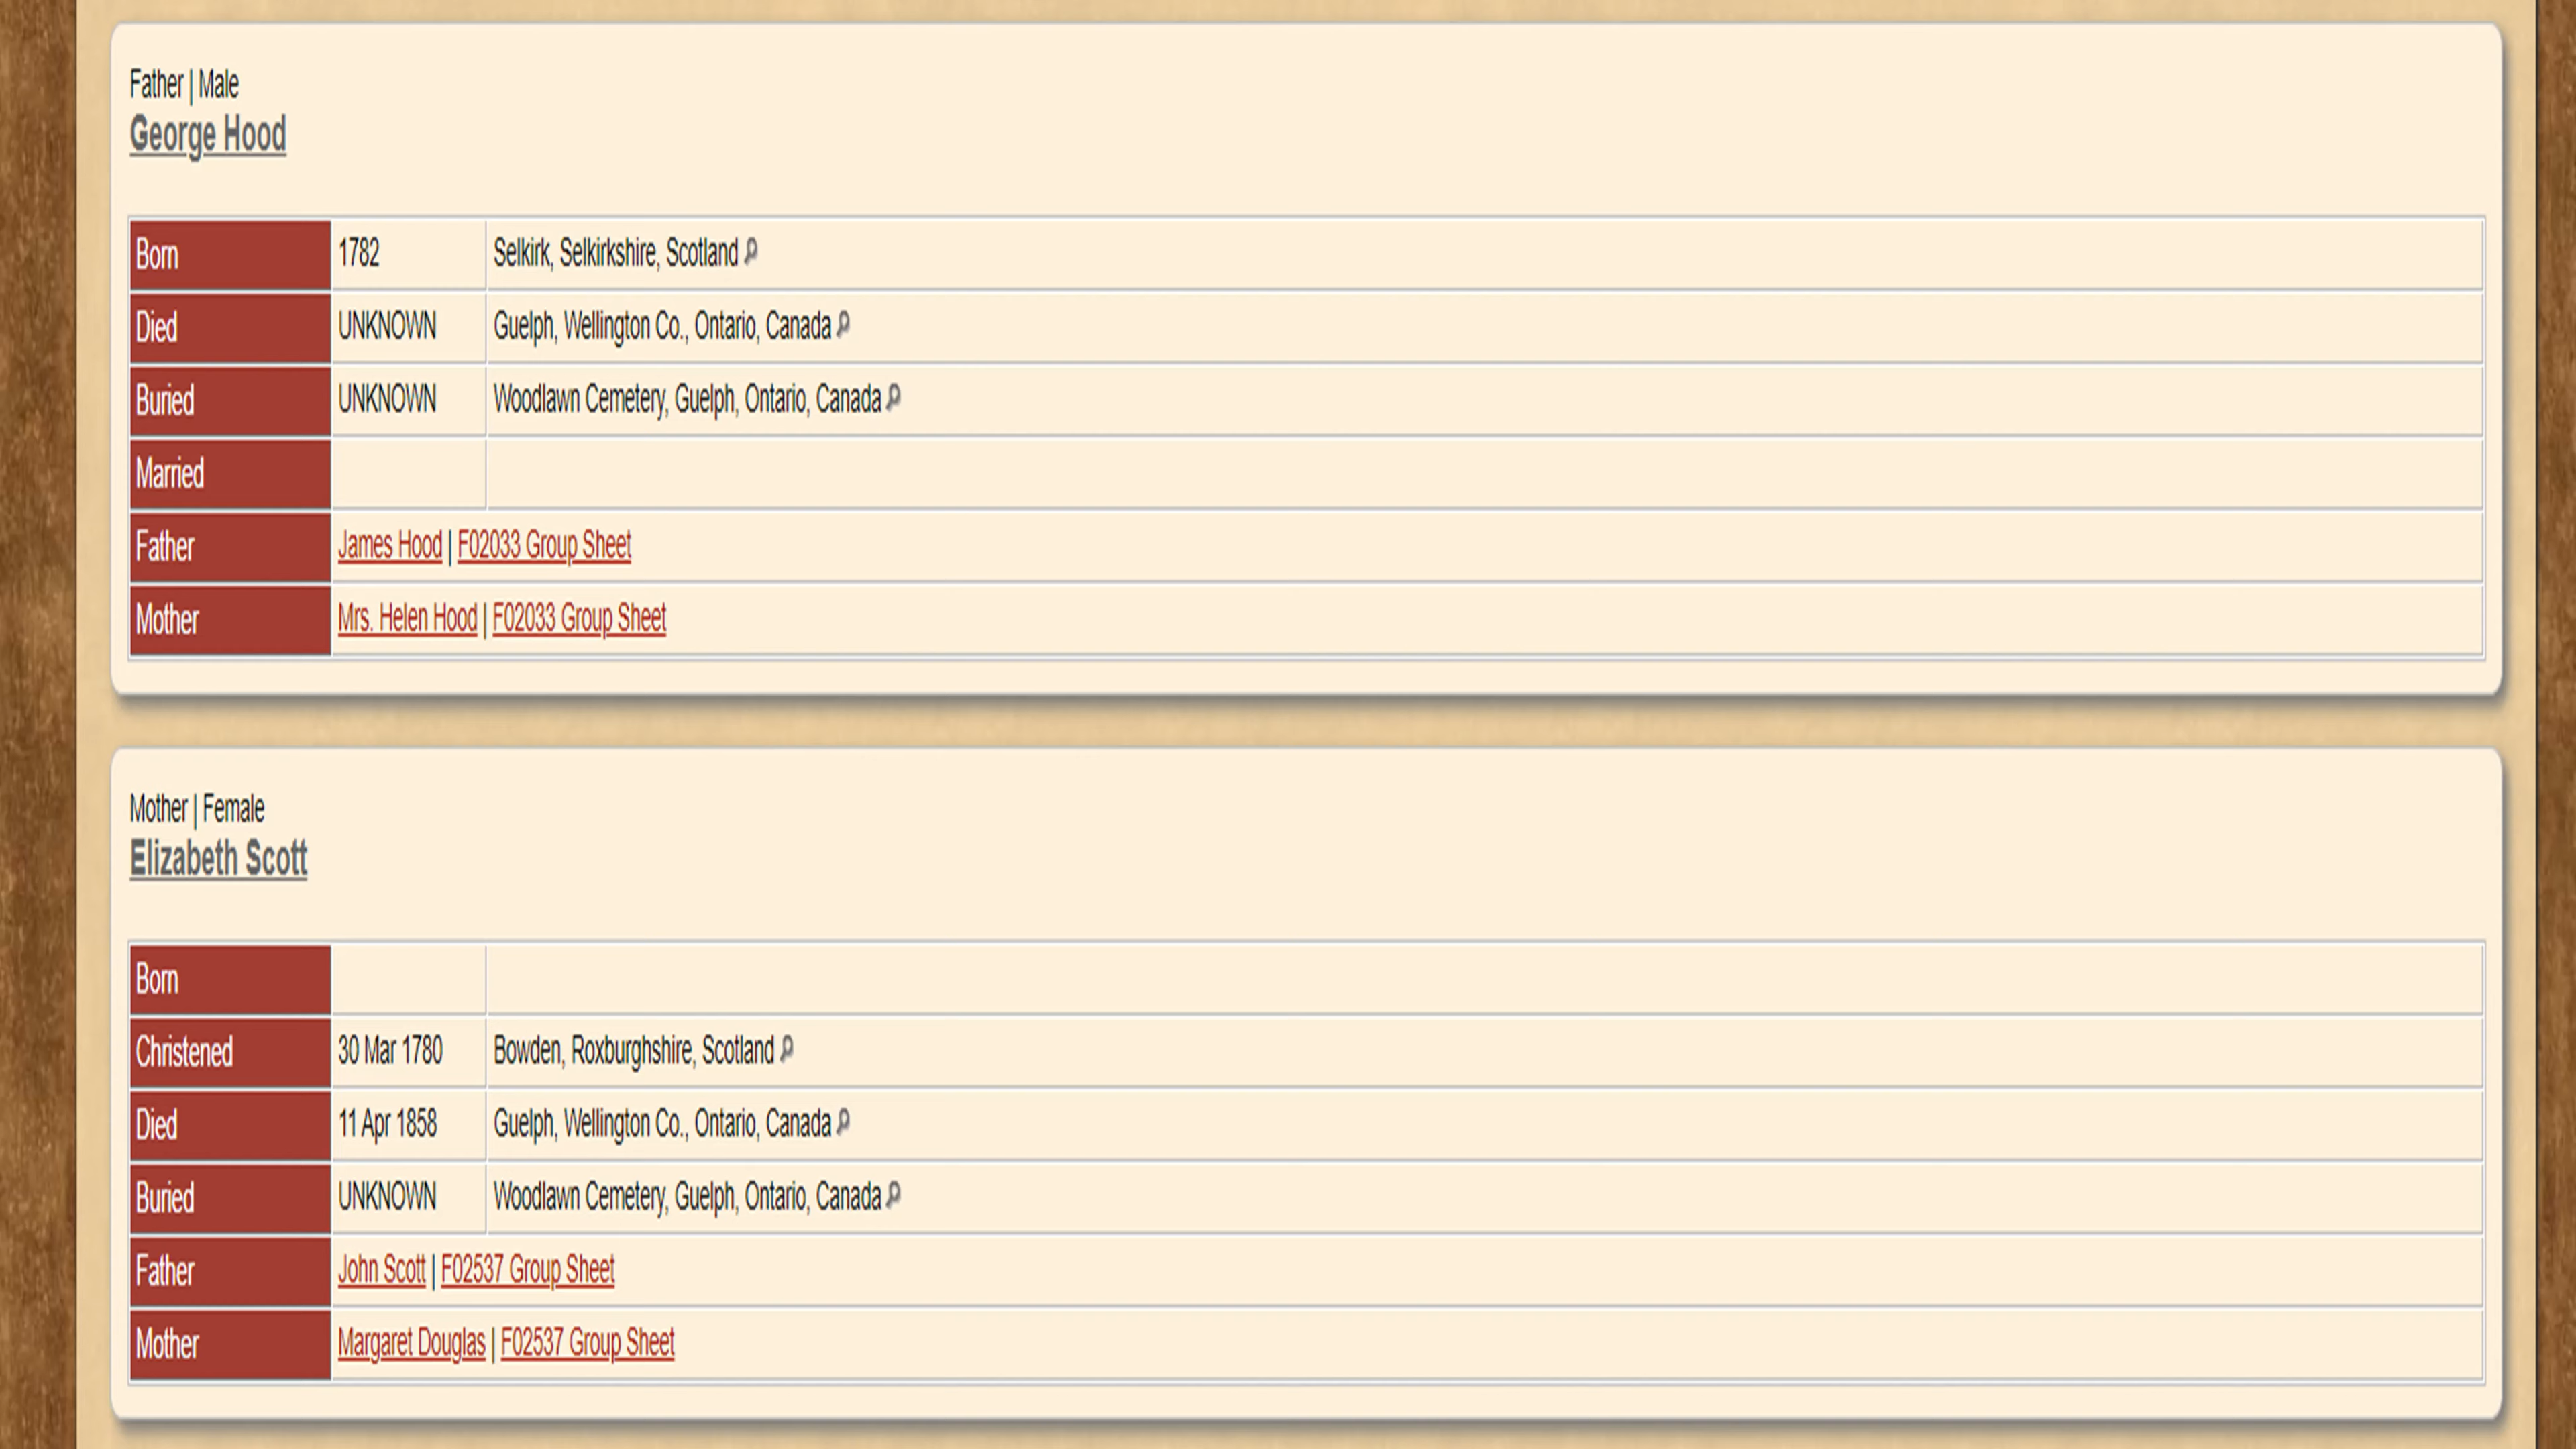 Father | Male
George Hood
Born 1782 Selkirk, Selkirkshire, Scotland
Died UNKNOWN Guelph, Wellington Co., Ontario, Canada
Buried UNKNOWN Woodlawn Cemetery, Guelph, Ontario, Canada
Married
Father James Hood | F02033 Group Sheet
Mother Mrs. Helen Hood | F02033 Group Sheet
Mother | Female
Elizabeth Scott
Born
Christened 30 Mar 1780 Bowden, Roxburghshire, Scotland
Died 11 Apr 1858 Guelph, Wellington Co., Ontario, Canada
Buried UNKNOWN Woodlawn Cemetery, Guelph, Ontario, Canada
Father John Scott | F02537 Group Sheet
Mother Margaret Douglas | F02537 Group Sheet